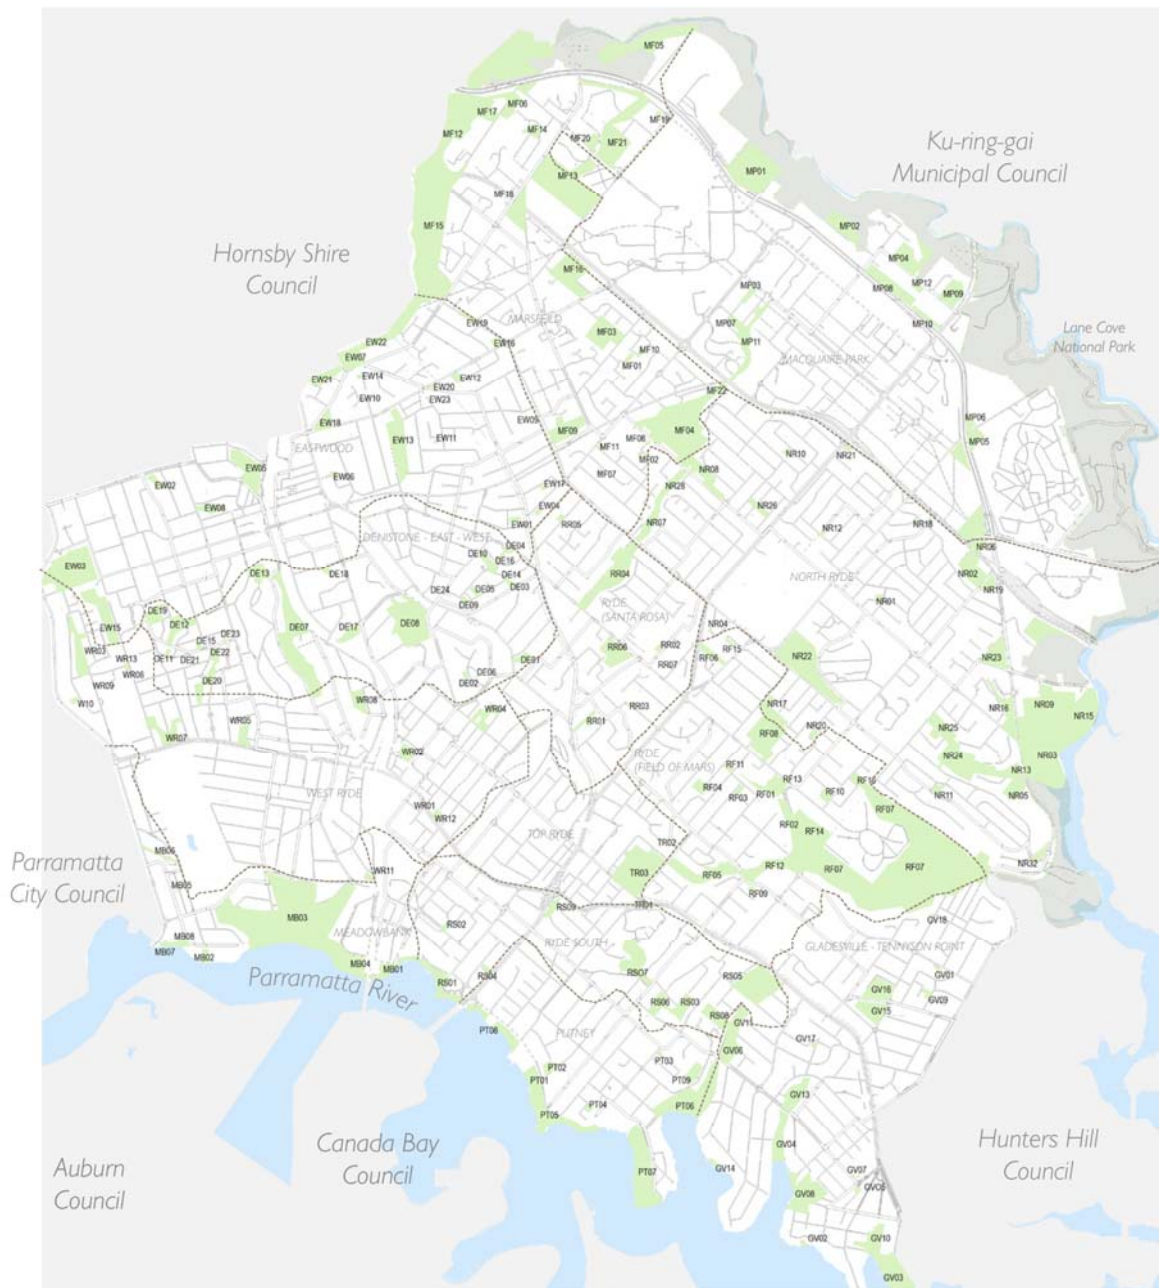 MF05
MF06
MF17
MF12
MF14
MF19
MF20
MF21
Ku-ring-gai
Municipal Council
MP01
MF13
MF18
MF15
MP02
Hornsby Shire
Council
MP04
MF16
MP12
MP08
MP09
MP03
EW19
MARSFIELD
MP07
MP10
MF03
Lane Cove
National Park
EW22
EW16
MP11
EW07
MF10
MACQUAIRE PARK
MF01
EW21
EW14
EW12
EW20
MF22
EW10
EW23
MP06
EW18
EW09
MF09
MF04
EW13
EW11
MF08
MP05
EASTWOOD
MF11
NR10
NR21
MF02
EW05
NR08
EW06
MF07
EW02
EW17
NR28
EW08
EW04
NR26
EW01
RR05
NR07
NR18
NR12
DENISTONE - EAST - WEST
DE04
NR06
DE10
DE16
EW03
DE13
DE18
DE14
RR04
NORTH RYDE
NR02
DE24
DE05
DE03
NR19
DE09
RYDE
(SANTA ROSA)
NR01
DE19
DE12
DE07
DE17
DE08
NR04
EW15
DE23
DE15
RR06
RR02
RF15
WR03
DE22
RF06
NR22
NR23
WR13
DE11
DE21
DE21
RR07
WR06
DE06
WR09
DE20
DE02
W10
WR08
NR17
NR16
NR09
RR03
WR04
RR01
NR15
WR05
NR20
NR25
WR07
RF08
WR02
RYDE
(FIELD OF MARS)
NR24
NR03
RF11
NR13
RF13
RF16
WEST RYDE
RF04
RF03
RF01
RF10
NR11
NR05
WR01
RF07
WR12
RF02
RF14
TOP RYDE
TR02
MB06
NR32
Parramatta
City Council
WR11
RF12
RF07
RF07
TR03
RF05
MB05
RF09
RS09
TR01
MB03
GV18
RS02
MEADOWBANK
RYDE SOUTH
GLADESVILLE - TENNYSON POINT
MB08
MB07
MB02
MB04
MB01
RS04
RSO7
RS05
GV01
Parramatta River
RS01
GV16
GV09
RS06
RS03
GV15
RS08
PT08
PUTNEY
GV11
GV17
GV06
PT03
PT02
PT01
PT09
GV13
PT04
PT06
PT05
Canada Bay
Council
Hunters Hill
Council
GV04
Auburn
Council
GV14
PT07
GV07
GV08
GV02
GV10
GV03